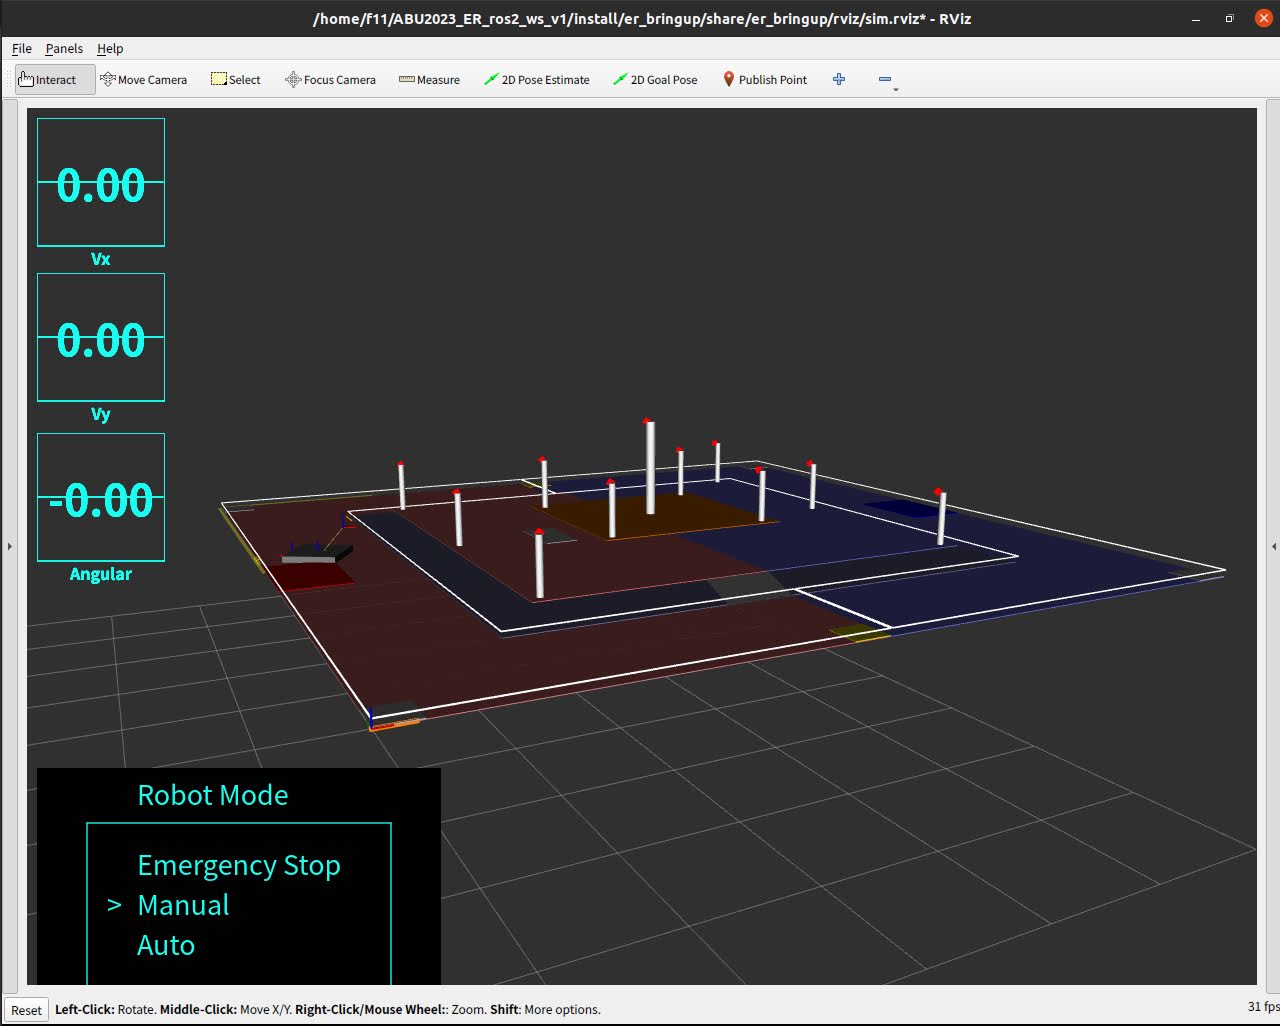 /home/f11/ABU2023_ER_ros2_ws_v1/install/er_bringup/share/er_bringup/rviz/sim.rviz* - RViz
File Panels Help
Interact Move Camera Select Focus Camera Measure 2D Pose Estimate 2D Goal Pose Publish Point
0.00
Vx
0.00
Vy
-0.00
Angular
Robot Mode
Emergency Stop
> Manual
Auto
Reset Left-Click: Rotate. Middle-Click: Move X/Y. Right-Click/Mouse Wheel:: Zoom. Shift: More options. 31 fps